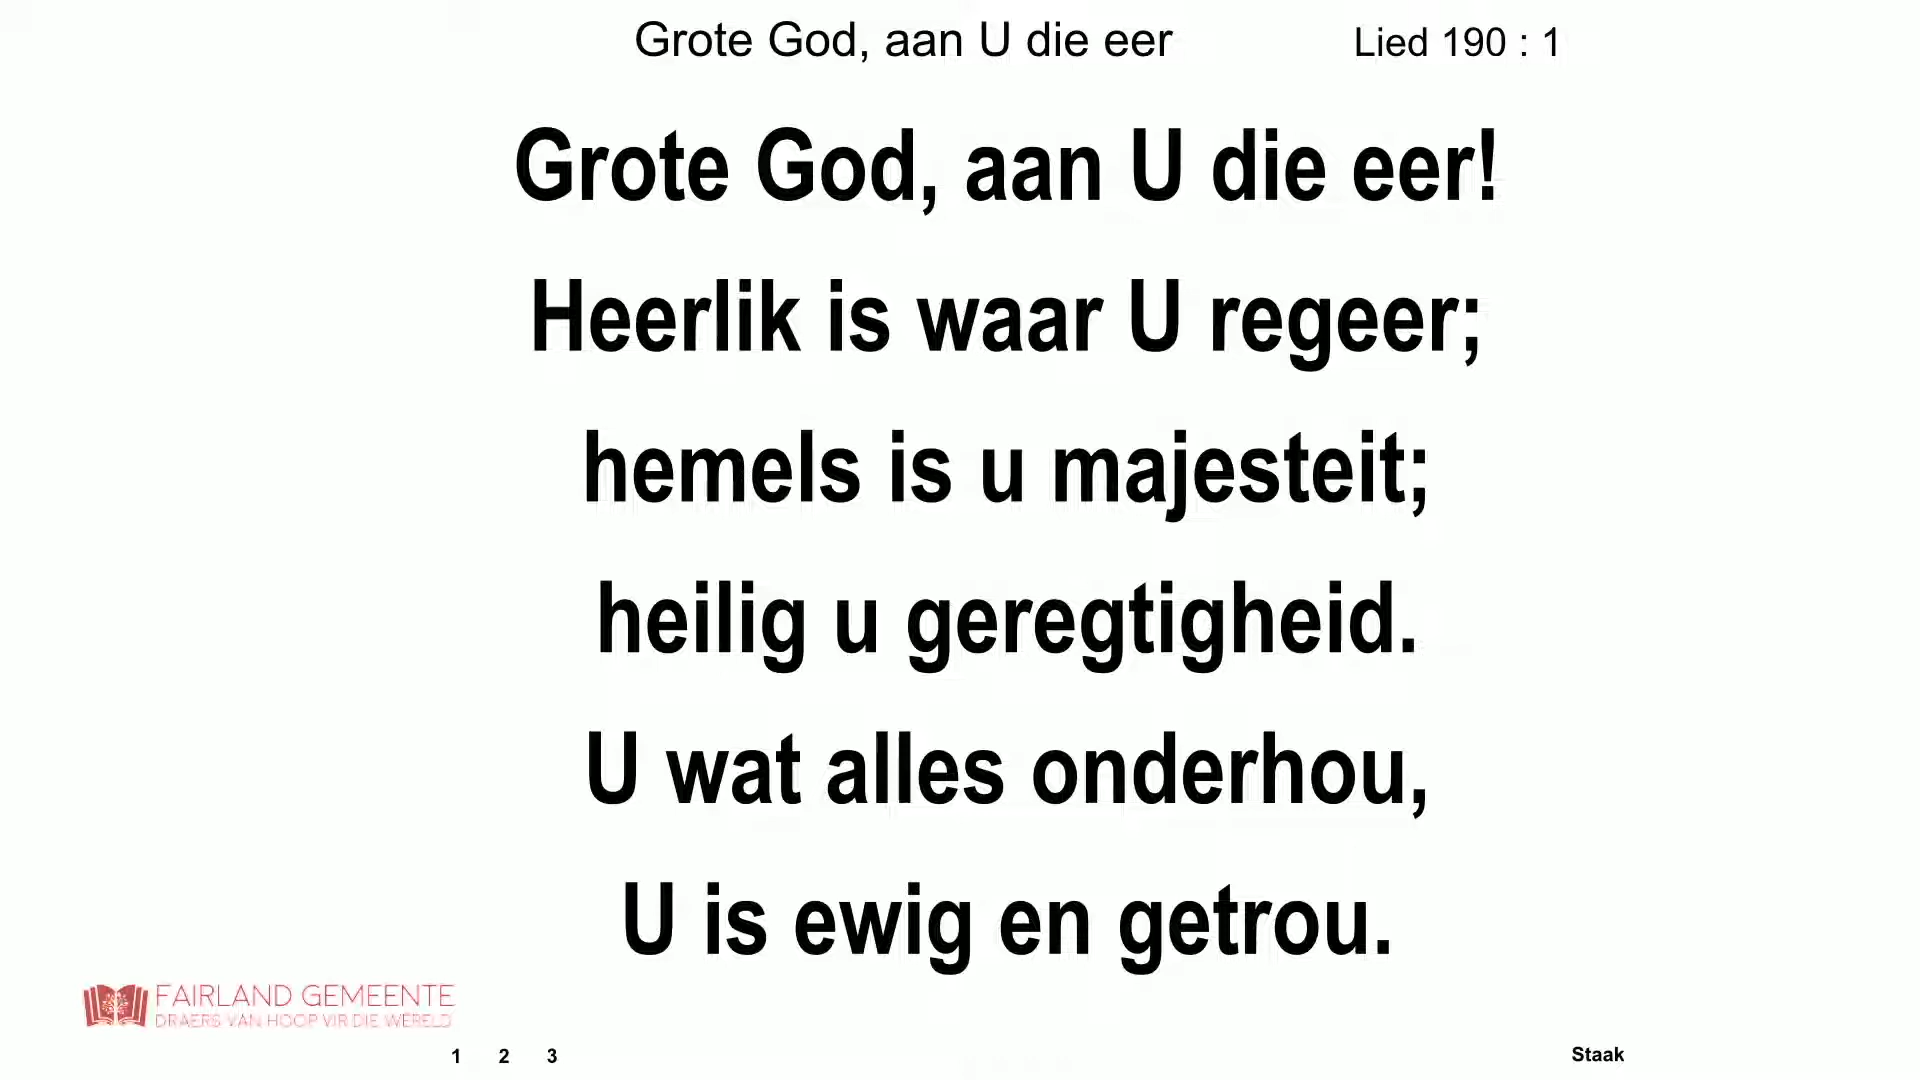 Grote God, aan U die eer
Lied 190 : 1
Grote God, aan U die eer!
Heerlik is waar U regeer;
hemels is u majesteit;
heilig u geregtigheid.
U wat alles onderhou,
U is ewig en getrou.
FAIRLAND GEMEENTE
DRAERS VAN HOOP VIR DIE WÊRELD
1 2 3
Staak